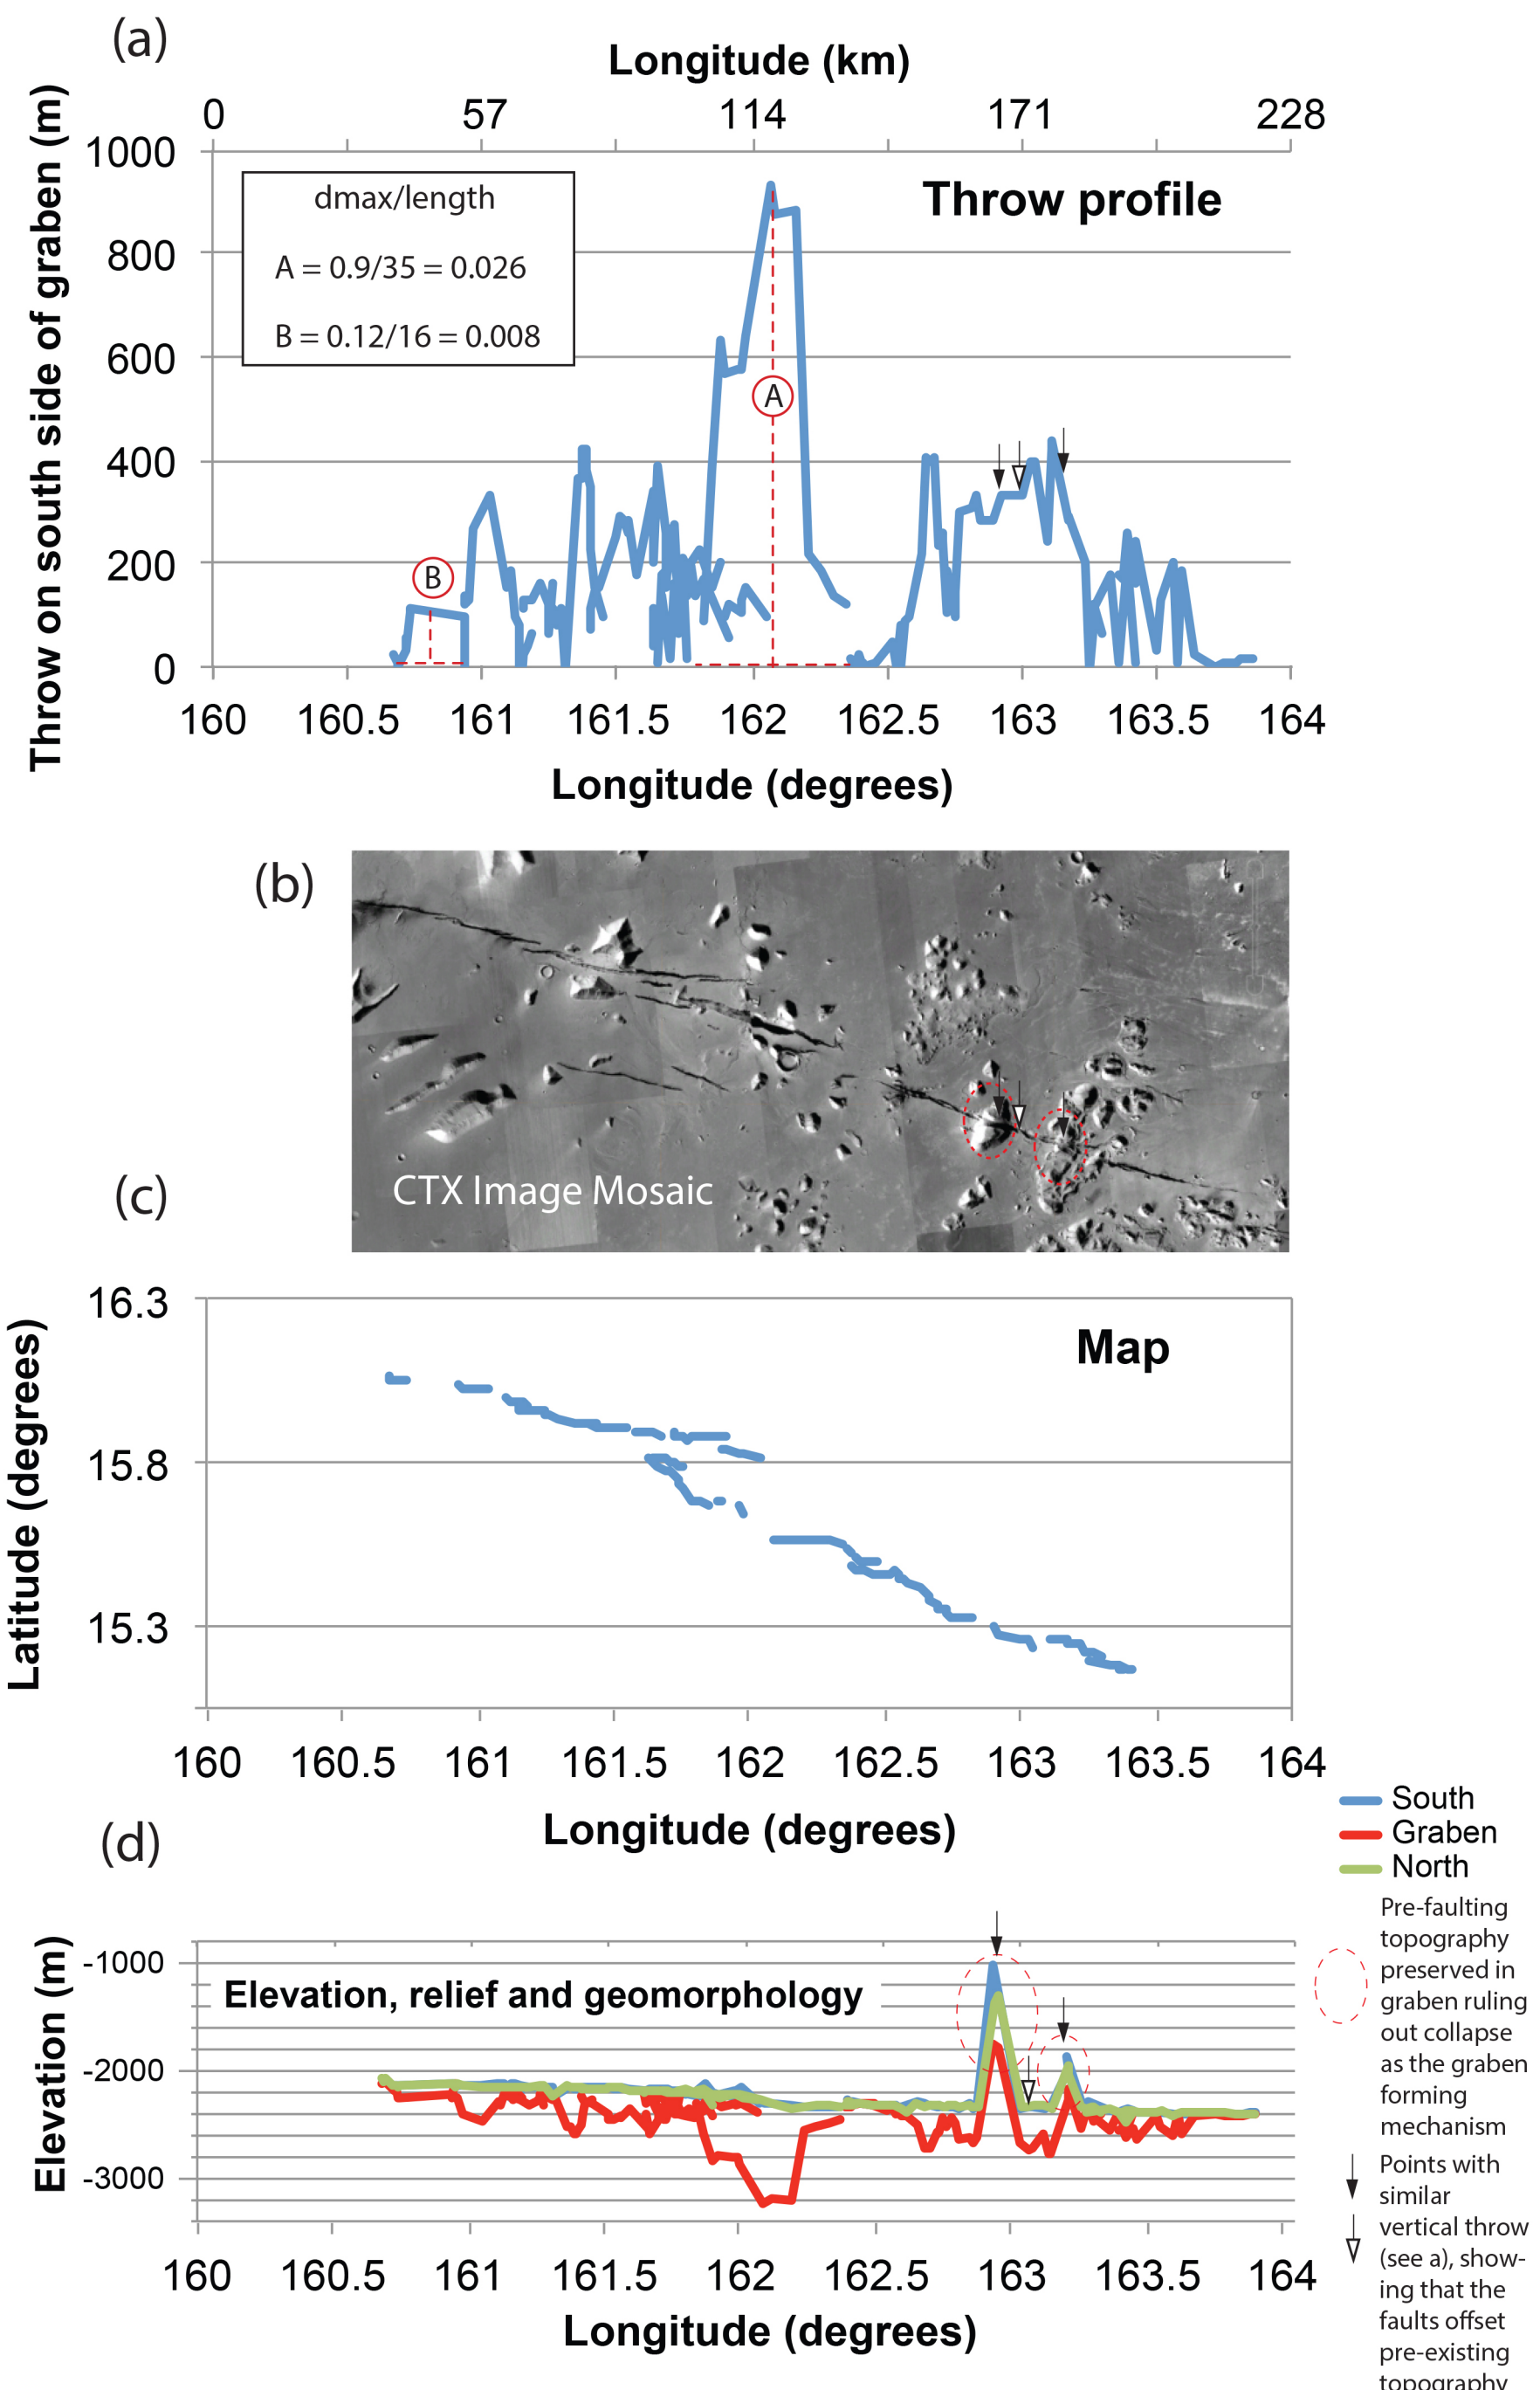 (a)
Longitude (km)
0 57 114 171 228
Throw on south side of graben (m)
1000
800
600
400
200
0
Throw profile
dmax/length
A = 0.9/35 = 0.026
B = 0.12/16 = 0.008
A
B
160 160.5 161 161.5 162 162.5 163 163.5 164
Longitude (degrees)
(b)
CTX Image Mosaic
(c)
Latitude (degrees)
16.3
15.8
15.3
Map
160 160.5 161 161.5 162 162.5 163 163.5 164
Longitude (degrees)
(d)
Elevation (m)
-1000
-2000
-3000
Elevation, relief and geomorphology
160 160.5 161 161.5 162 162.5 163 163.5 164
Longitude (degrees)
South
Graben
North
Pre-faulting
topography
preserved in
graben ruling
out collapse
as the graben
forming
mechanism
Points with
similar
vertical throw
(see a), show-
ing that the
faults offset
pre-existing
topography